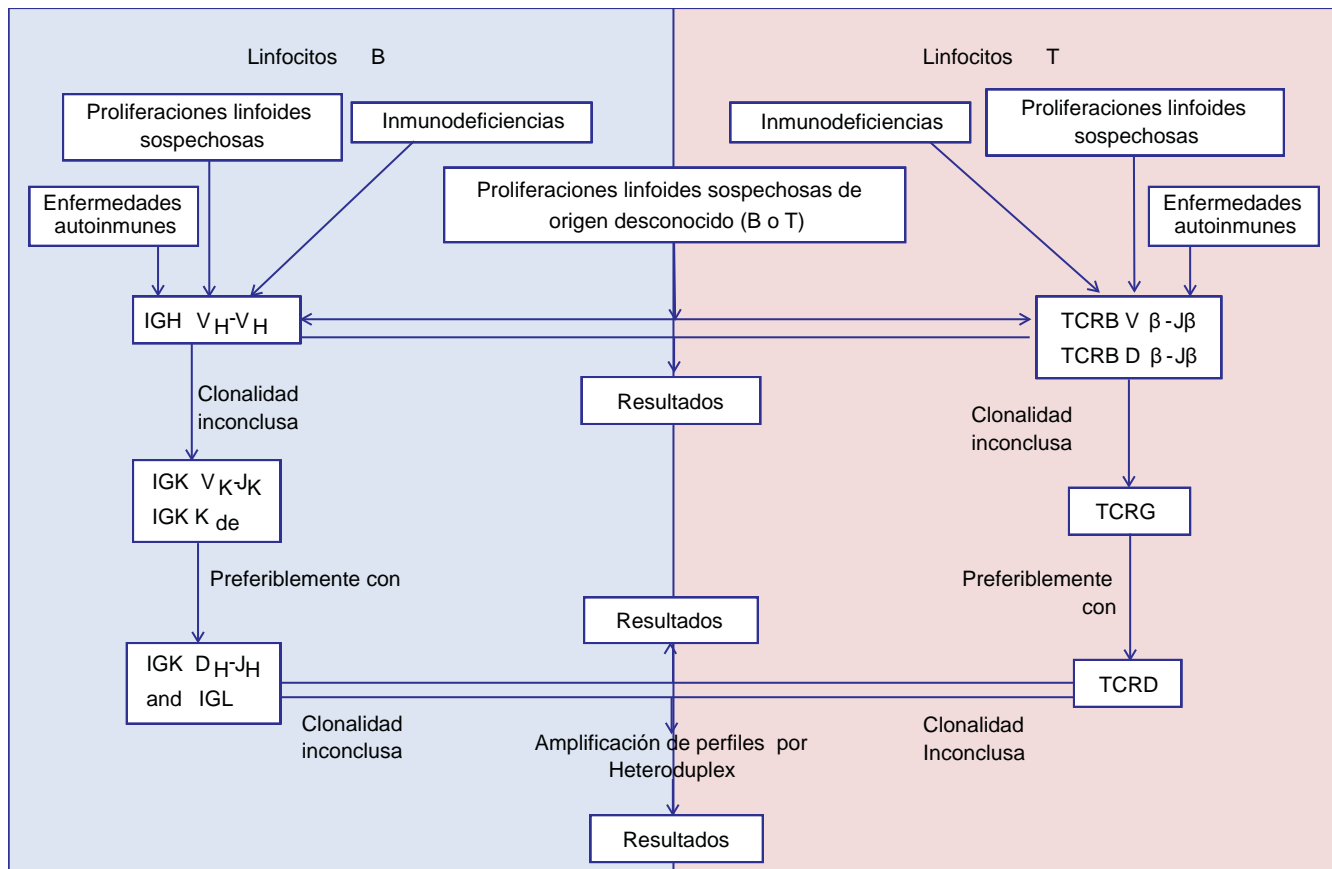 Linfocitos B
Linfocitos T
Proliferaciones linfoides
sospechosas
Inmunodeficiencias
Inmunodeficiencias
Proliferaciones linfoides
sospechosas
Enfermedades
autoinmunes
Proliferaciones linfoides sospechosas de
origen desconocido (B o T)
Enfermedades
autoinmunes
IGH VH-VH
TCRB V β-Jβ
TCRB D β-Jβ
Clonalidad
inconclusa
Resultados
Clonalidad
inconclusa
IGK VK-JK
IGK K de
TCRG
Preferiblemente con
Preferiblemente
con
Resultados
IGK DH-JH
and IGL
TCRD
Clonalidad
inconclusa
Amplificación de perfiles por
Heteroduplex
Clonalidad
Inconclusa
Resultados